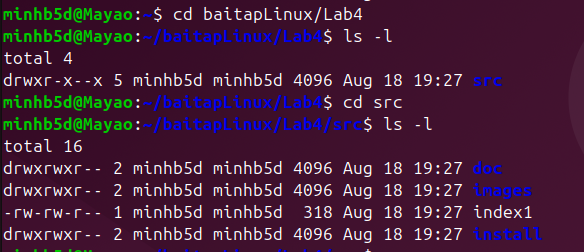 minhb5d@Mayao:~$ cd baitapLinux/Lab4
minhb5d@Mayao:~/baitapLinux/Lab4$ ls -l
total 4
drwxr-x--x 5 minhb5d minhb5d 4096 Aug 18 19:27 src
minhb5d@Mayao:~/baitapLinux/Lab4$ cd src
minhb5d@Mayao:~/baitapLinux/Lab4/src$ ls -l
total 16
drwxrwxr-- 2 minhb5d minhb5d 4096 Aug 18 19:27 doc
drwxrwxr-- 2 minhb5d minhb5d 4096 Aug 18 19:27 images
-rw-rw-r-- 1 minhb5d minhb5d  318 Aug 18 19:27 index1
drwxrwxr-- 2 minhb5d minhb5d 4096 Aug 18 19:27 install